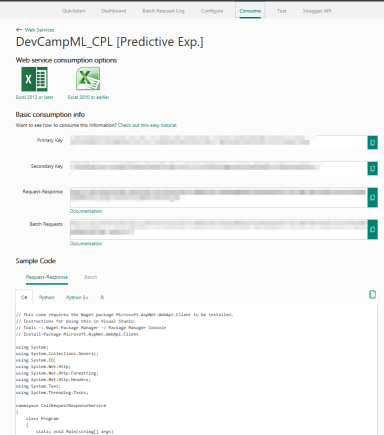 Quickstart Dashboard Batch Request Log Configure Consume Test Swagger API
← Web Services
DevCampML_CPL [Predictive Exp.]
Web service consumption options
Excel 2013 or later Excel 2010 or earlier
Basic consumption info
Want to see how to consume this information? Check out this easy tutorial.
Primary Key
Secondary Key
Request-Response
Documentation
Batch Requests
Documentation
Sample Code
Request-Response Batch
C# Python Python 3+ R
// This code requires the Nuget package Microsoft.AspNet.WebApi.Client to be installed.
// Instructions for doing this in Visual Studio:
// Tools -> Nuget Package Manager -> Package Manager Console
// Install-Package Microsoft.AspNet.WebApi.Client
using System;
using System.Collections.Generic;
using System.IO;
using System.Net.Http;
using System.Net.Http.Formatting;
using System.Net.Http.Headers;
using System.Text;
using System.Threading.Tasks;
namespace CallRequestResponseService
{
class Program
{
static void Main(string[] args)